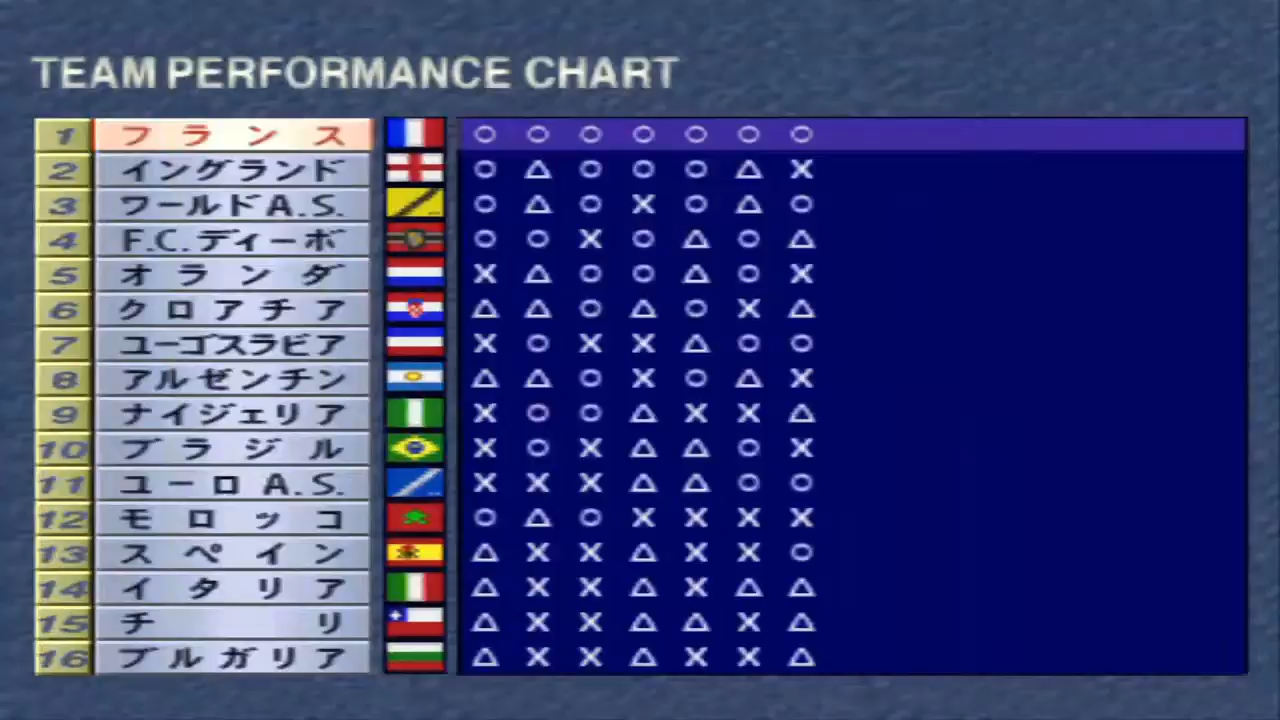 TEAM PERFORMANCE CHART
1 フランス ○ ○ ○ ○ ○ ○ ○
2 イングランド ○ △ ○ ○ ○ △ ×
3 ワールドA.S. ○ △ ○ × ○ △ ○
4 F.C.ディーボ ○ ○ × ○ △ ○ △
5 オランダ × △ ○ ○ △ ○ ×
6 クロアチア △ △ ○ △ ○ × △
7 ユーゴスラビア × ○ × × △ ○ ○
8 アルゼンチン △ △ ○ × ○ △ ×
9 ナイジェリア × ○ ○ △ × × △
10 ブラジル × ○ × △ △ ○ ×
11 ユーロA.S. × × × △ △ ○ ○
12 モロッコ ○ △ ○ × × × ×
13 スペイン △ × × △ × × ○
14 イタリア △ × × △ × △ △
15 チリ △ × × △ △ × △
16 ブルガリア △ × × △ × × △